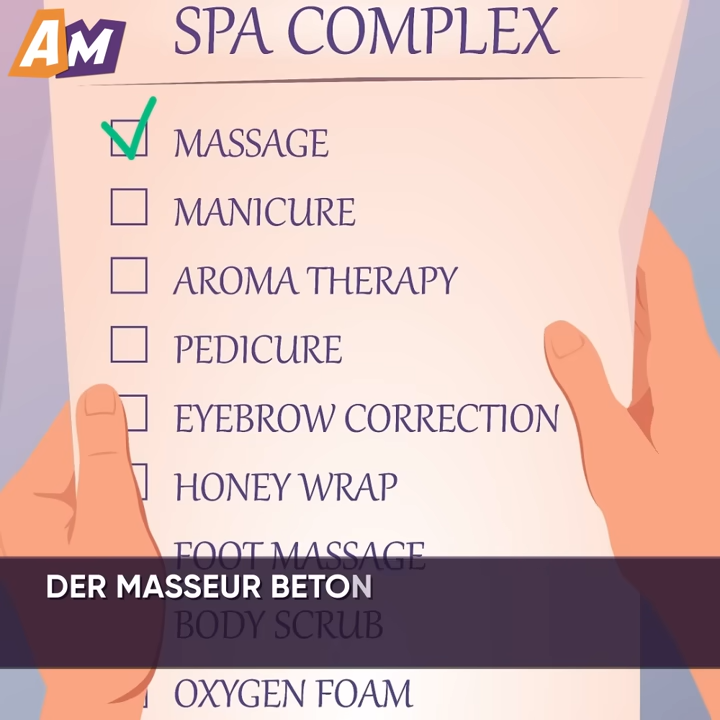 AM
SPA COMPLEX
MASSAGE
MANICURE
AROMA THERAPY
PEDICURE
EYEBROW CORRECTION
HONEY WRAP
FOOT MASSAGE
DER MASSEUR BETON
BODY SCRUB
OXYGEN FOAM